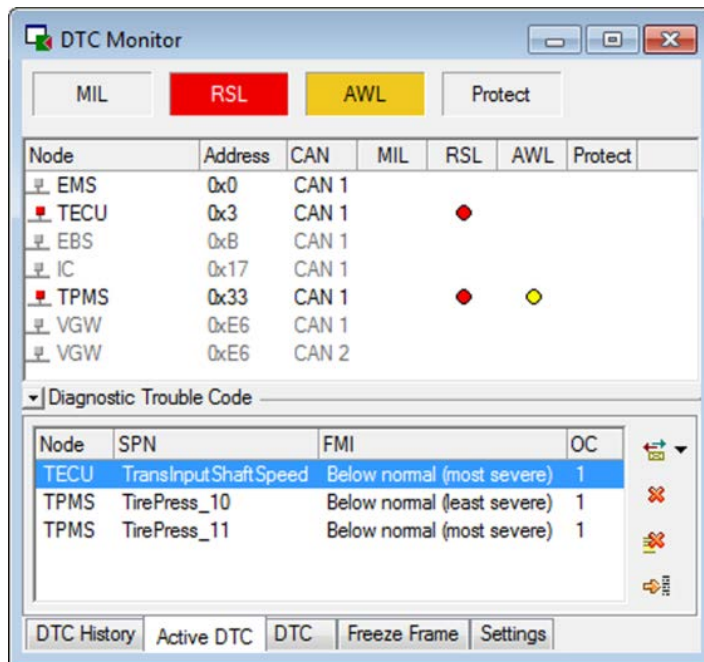 DTC Monitor
MIL RSL AWL Protect
Node Address CAN MIL RSL AWL Protect
EMS 0x0 CAN 1
TECU 0x3 CAN 1
EBS 0xB CAN 1
IC 0x17 CAN 1
TPMS 0x33 CAN 1
VGW 0xE6 CAN 1
VGW 0xE6 CAN 2
Diagnostic Trouble Code
Node SPN FMI OC
TECU TransInputShaftSpeed Below normal (most severe) 1
TPMS TirePress_10 Below normal (least severe) 1
TPMS TirePress_11 Below normal (most severe) 1
DTC History Active DTC DTC Freeze Frame Settings